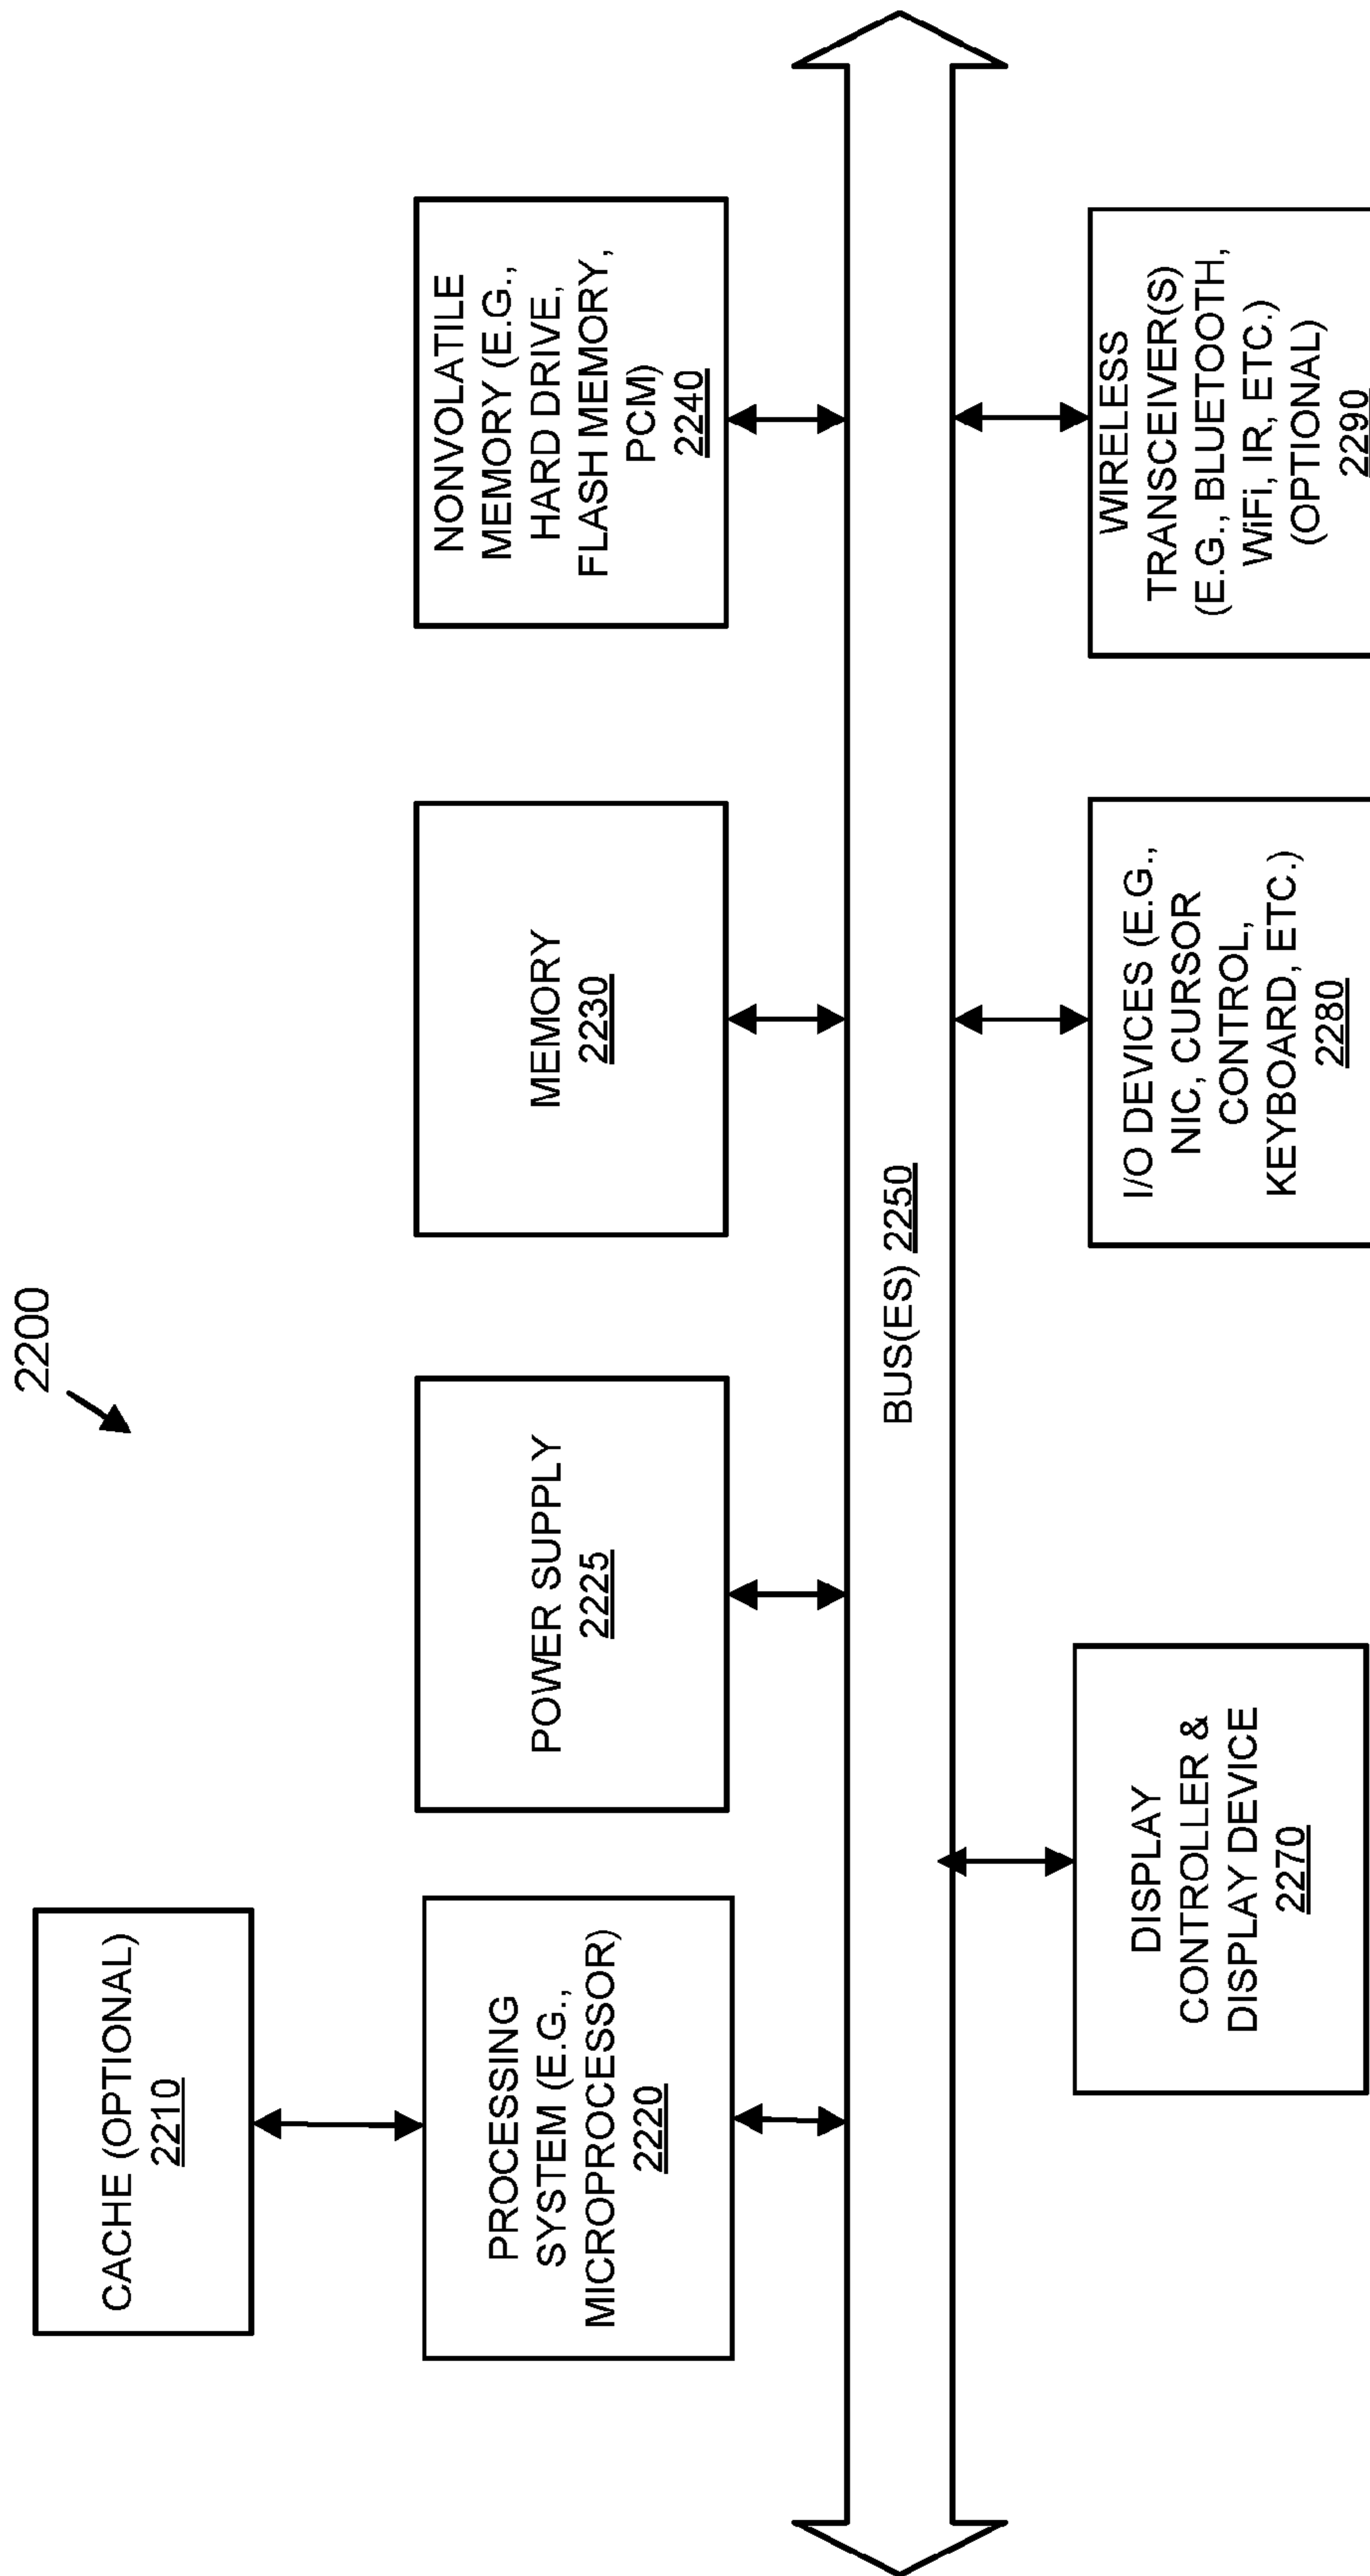 2200
CACHE (OPTIONAL)
2210
PROCESSING
SYSTEM (E.G.,
MICROPROCESSOR)
2220
POWER SUPPLY
2225
MEMORY
2230
NONVOLATILE
MEMORY (E.G.,
HARD DRIVE,
FLASH MEMORY,
PCM)
2240
BUS(ES) 2250
DISPLAY
CONTROLLER &
DISPLAY DEVICE
2270
I/O DEVICES (E.G.,
NIC, CURSOR
CONTROL,
KEYBOARD, ETC.)
2280
WIRELESS
TRANSCEIVER(S)
(E.G., BLUETOOTH,
WiFi, IR, ETC.)
(OPTIONAL)
2290